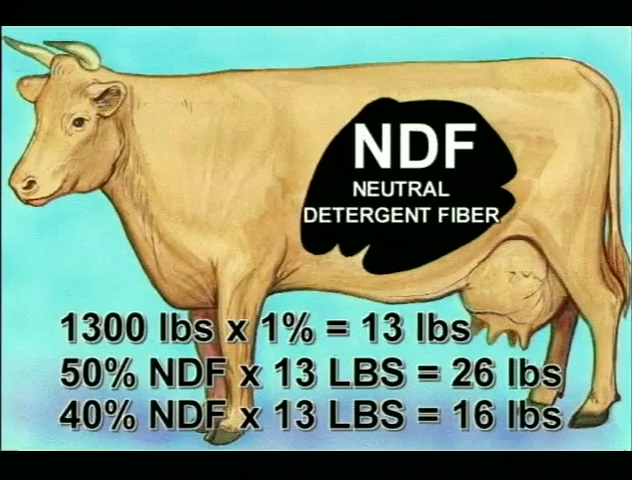 NDF
NEUTRAL
DETERGENT FIBER
1300 lbs x 1% = 13 lbs
50% NDF x 13 LBS = 26 lbs
40% NDF x 13 LBS = 16 lbs